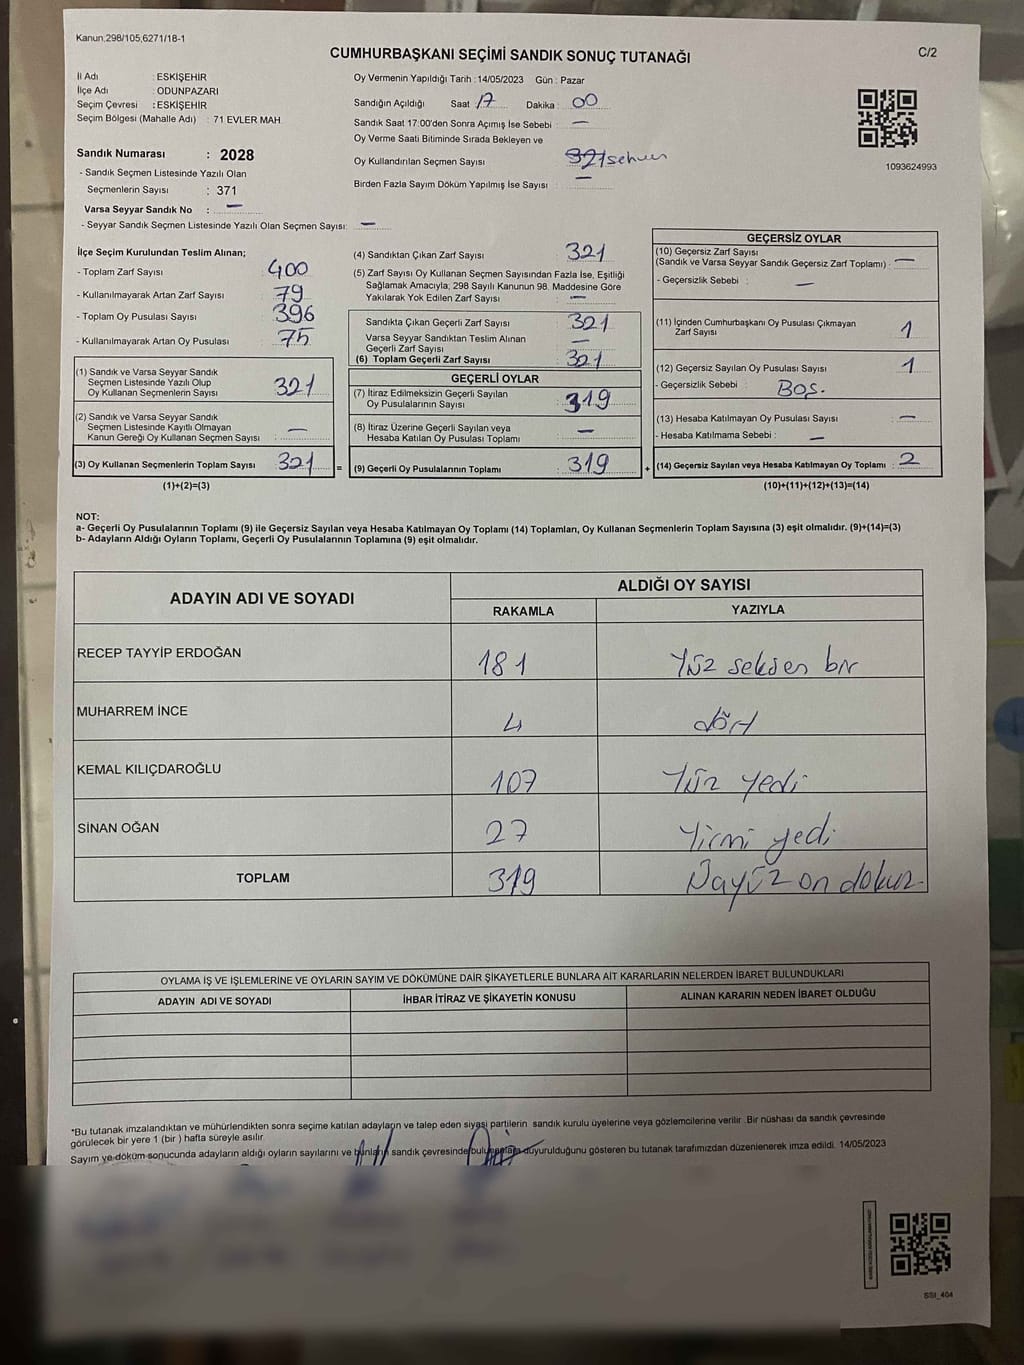 Kanun,298/105,6271/18-1
CUMHURBAŞKANI SEÇİMİ SANDIK SONUÇ TUTANAĞI
C/2
İl Adı : ESKİŞEHİR
İlçe Adı : ODUNPAZARI
Seçim Çevresi : ESKİŞEHİR
Seçim Bölgesi (Mahalle Adı) : 71 EVLER MAH
Sandık Numarası : 2028
- Sandık Seçmen Listesinde Yazılı Olan
Seçmenlerin Sayısı : 371
Varsa Seyyar Sandık No : —
- Seyyar Sandık Seçmen Listesinde Yazılı Olan Seçmen Sayısı: —
Oy Vermenin Yapıldığı Tarih : 14/05/2023 Gün : Pazar
Sandığın Açıldığı Saat 17 Dakika : 00
Sandık Saat 17:00'den Sonra Açımış İse Sebebi : —
Oy Verme Saati Bitiminde Sırada Bekleyen ve
Oy Kullandırılan Seçmen Sayısı 321 sehven
Birden Fazla Sayım Döküm Yapılmış İse Sayısı : —
1093624993
İlçe Seçim Kurulundan Teslim Alınan;
- Toplam Zarf Sayısı : 400
- Kullanılmayarak Artan Zarf Sayısı : 79
- Toplam Oy Pusulası Sayısı : 396
- Kullanılmayarak Artan Oy Pusulası : 75
(1) Sandık ve Varsa Seyyar Sandık
Seçmen Listesinde Yazılı Olup
Oy Kullanan Seçmenlerin Sayısı : 321
(2) Sandık ve Varsa Seyyar Sandık
Seçmen Listesinde Kayıtlı Olmayan
Kanun Gereği Oy Kullanan Seçmen Sayısı : —
(3) Oy Kullanan Seçmenlerin Toplam Sayısı : 321 =
(1)+(2)=(3)
(4) Sandıktan Çıkan Zarf Sayısı : 321
(5) Zarf Sayısı Oy Kullanan Seçmen Sayısından Fazla İse, Eşitliği
Sağlamak Amacıyla, 298 Sayılı Kanunun 98. Maddesine Göre
Yakılarak Yok Edilen Zarf Sayısı : —
Sandıkta Çıkan Geçerli Zarf Sayısı : 321
Varsa Seyyar Sandıktan Teslim Alınan
Geçerli Zarf Sayısı : —
(6) Toplam Geçerli Zarf Sayısı : 321
GEÇERLİ OYLAR
(7) İtiraz Edilmeksizin Geçerli Sayılan
Oy Pusulalarının Sayısı : 319
(8) İtiraz Üzerine Geçerli Sayılan veya
Hesaba Katılan Oy Pusulası Toplamı : —
(9) Geçerli Oy Pusulalarının Toplamı : 319 +
GEÇERSİZ OYLAR
(10) Geçersiz Zarf Sayısı
(Sandık ve Varsa Seyyar Sandık Geçersiz Zarf Toplamı) : —
- Geçersizlik Sebebi : —
(11) İçinden Cumhurbaşkanı Oy Pusulası Çıkmayan
Zarf Sayısı 1
(12) Geçersiz Sayılan Oy Pusulası Sayısı : 1
- Geçersizlik Sebebi : Boş.
(13) Hesaba Katılmayan Oy Pusulası Sayısı : —
- Hesaba Katılmama Sebebi : —
(14) Geçersiz Sayılan veya Hesaba Katılmayan Oy Toplamı : 2
(10)+(11)+(12)+(13)=(14)
NOT:
a- Geçerli Oy Pusulalarının Toplamı (9) ile Geçersiz Sayılan veya Hesaba Katılmayan Oy Toplamı (14) Toplamları, Oy Kullanan Seçmenlerin Toplam Sayısına (3) eşit olmalıdır. (9)+(14)=(3)
b- Adayların Aldığı Oyların Toplamı, Geçerli Oy Pusulalarının Toplamına (9) eşit olmalıdır.
ADAYIN ADI VE SOYADI
ALDIĞI OY SAYISI
RAKAMLA YAZIYLA
RECEP TAYYİP ERDOĞAN 181 Yüz seksen bir
MUHARREM İNCE 4 dört
KEMAL KILIÇDAROĞLU 107 Yüz yedi
SİNAN OĞAN 27 Yirmi yedi
TOPLAM 319 Üçyüz on dokuz
OYLAMA İŞ VE İŞLEMLERİNE VE OYLARIN SAYIM VE DÖKÜMÜNE DAİR ŞİKAYETLERLE BUNLARA AİT KARARLARIN NELERDEN İBARET BULUNDUKLARI
ADAYIN ADI VE SOYADI İHBAR İTİRAZ VE ŞİKAYETİN KONUSU ALINAN KARARIN NEDEN İBARET OLDUĞU
*Bu tutanak imzalandıktan ve mühürlendikten sonra seçime katılan adayların ve talep eden siyasi partilerin sandık kurulu üyelerine veya gözlemcilerine verilir. Bir nüshası da sandık çevresinde
görülecek bir yere 1 (bir) hafta süreyle asılır.
Sayım ve döküm sonucunda adayların aldığı oyların sayılarını ve bunların sandık çevresinde bulunanlara duyurulduğunu gösteren bu tutanak tarafımızdan düzenlenerek imza edildi. 14/05/2023
SSI_404